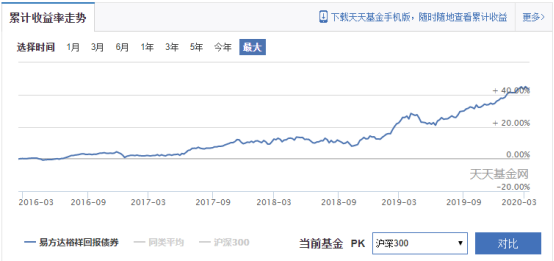 累计收益率走势
下载天天基金手机版，随时随地查看累计收益 更多>
选择时间 1月 3月 6月 1年 3年 5年 今年 最大
+ 40.00%
+ 20.00%
0.00%
天天基金网
-20.00%
2016-03 2016-09 2017-03 2017-09 2018-03 2018-09 2019-03 2019-09 2020-03
易方达裕祥回报债券 同类平均 沪深300
当前基金 PK 沪深300 对比